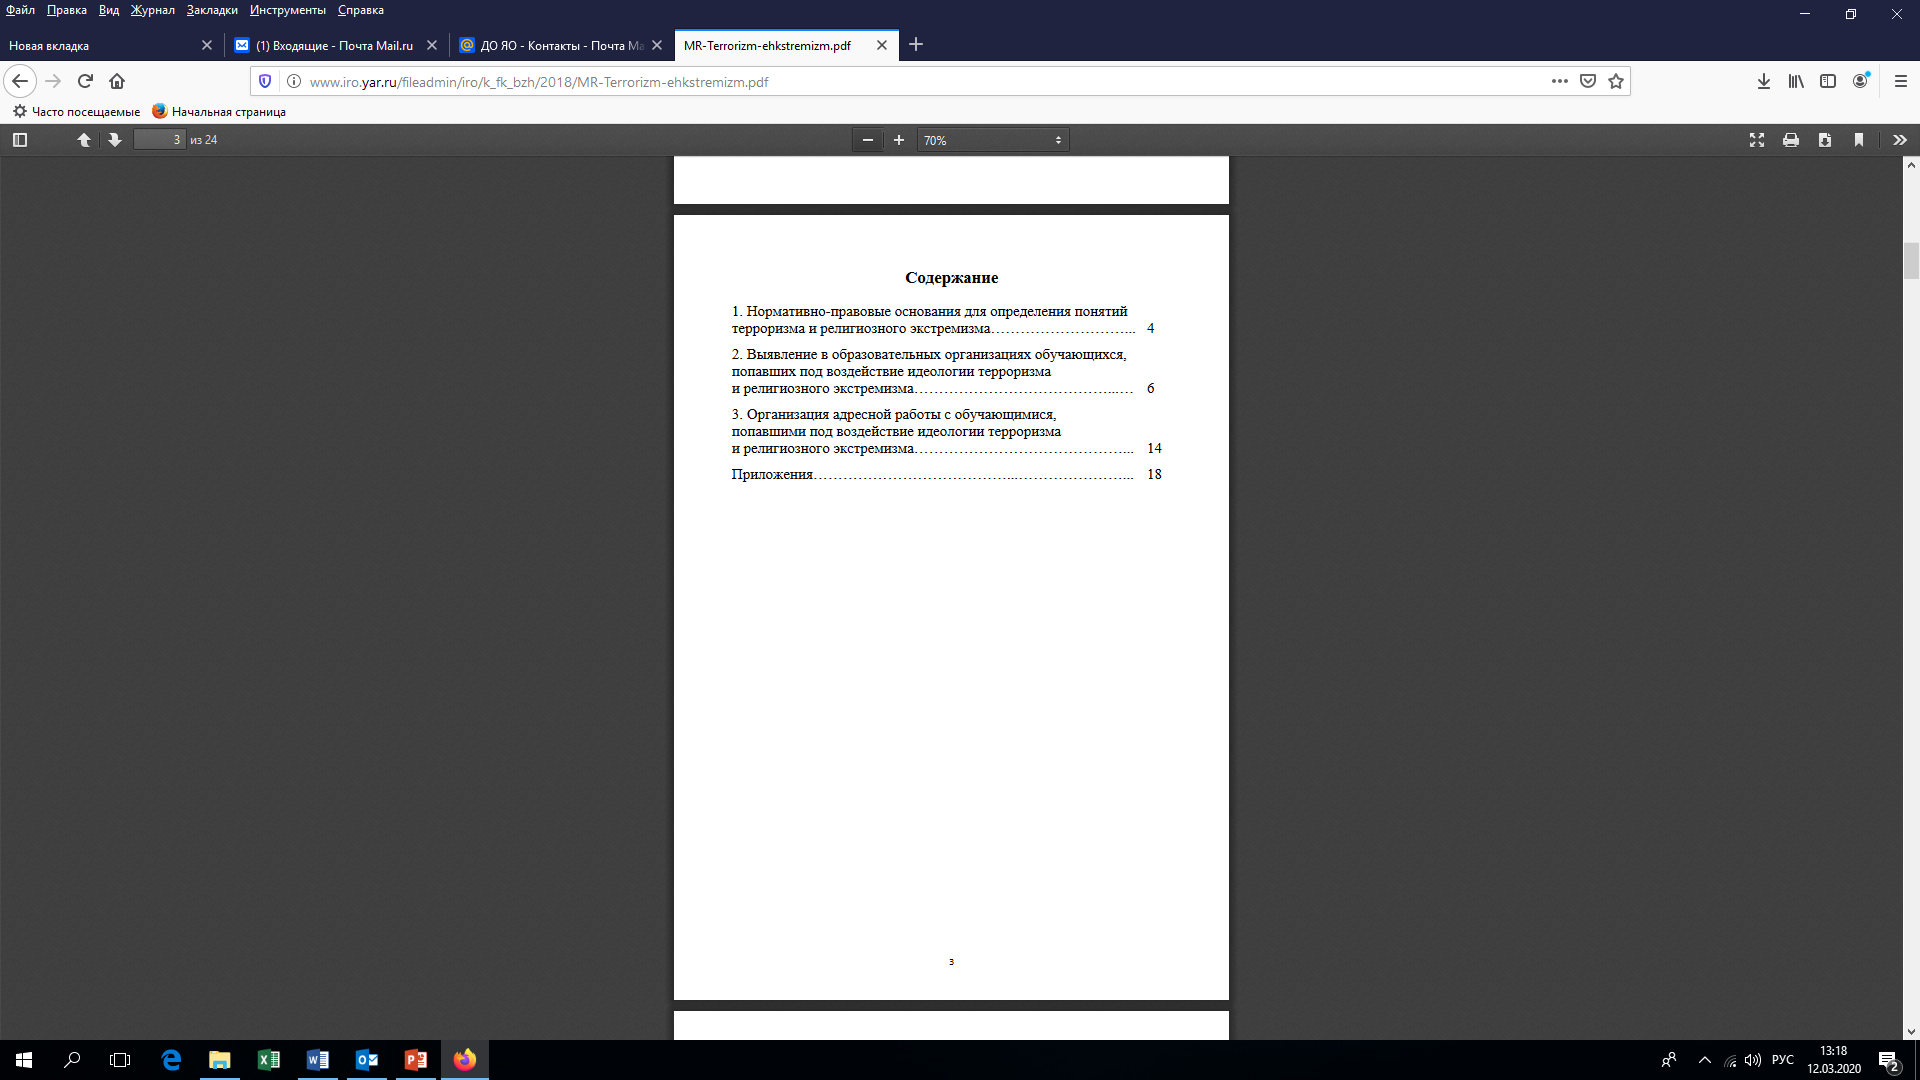 Файл Правка Вид Журнал Закладки Инструменты Справка
Новая вкладка (1) Входящие - Почта Mail.ru ДО ЯО - Контакты - Почта Ma MR-Terrorizm-ehkstremizm.pdf
www.iro.yar.ru/fileadmin/iro/k_fk_bzh/2018/MR-Terrorizm-ehkstremizm.pdf
Часто посещаемые Начальная страница
3 из 24 70%
Содержание
1. Нормативно-правовые основания для определения понятий
терроризма и религиозного экстремизма……………………….. 4
2. Выявление в образовательных организациях обучающихся,
попавших под воздействие идеологии терроризма
и религиозного экстремизма…………………………………..… 6
3. Организация адресной работы с обучающимися,
попавшими под воздействие идеологии терроризма
и религиозного экстремизма…………………………………….. 14
Приложения…………………………………..………………….. 18
3
РУС
13:18
12.03.2020
2